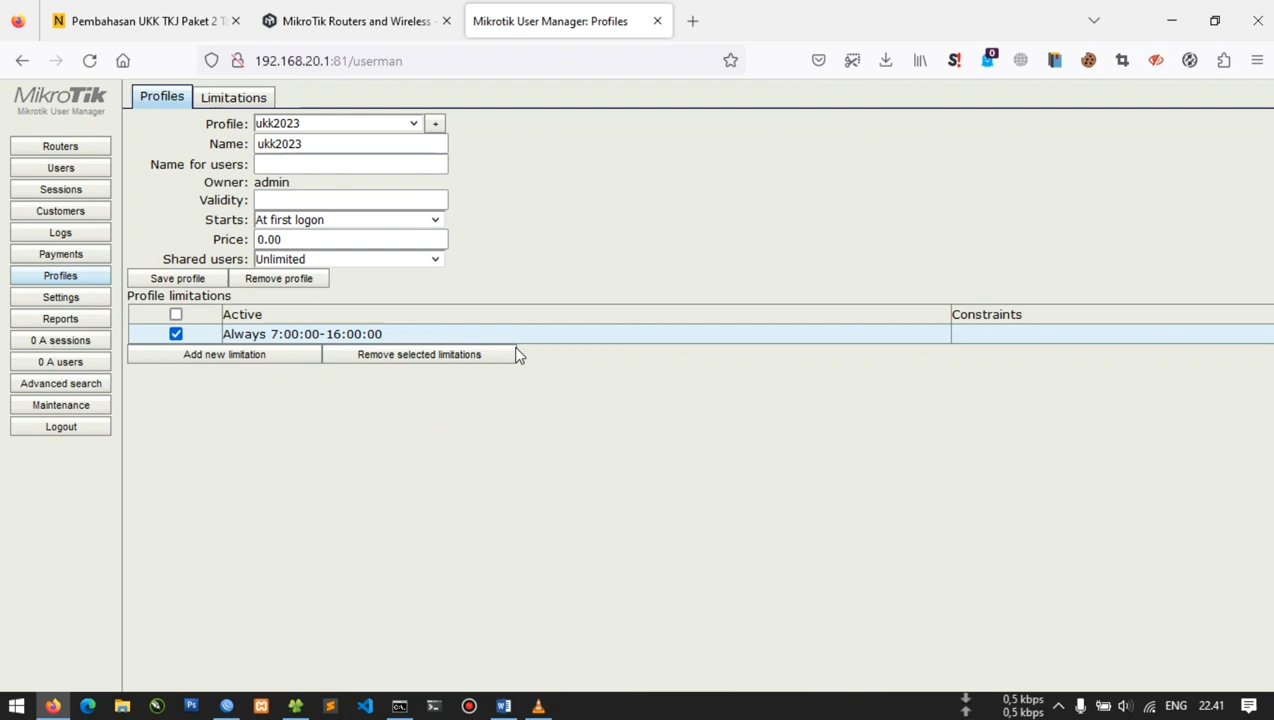 Pembahasan UKK TKJ Paket 2 T
MikroTik Routers and Wireless -
Mikrotik User Manager: Profiles
192.168.20.1:81/userman
0
MikroTik
Mikrotik User Manager
Routers
Users
Sessions
Customers
Logs
Payments
Profiles
Settings
Reports
0 A sessions
0 A users
Advanced search
Maintenance
Logout
Profiles
Limitations
Profile: ukk2023 +
Name: ukk2023
Name for users:
Owner: admin
Validity:
Starts: At first logon
Price: 0.00
Shared users: Unlimited
Save profile
Remove profile
Profile limitations
Active
Constraints
Always 7:00:00-16:00:00
Add new limitation
Remove selected limitations
0,5 kbps
0,5 kbps
ENG
22.41